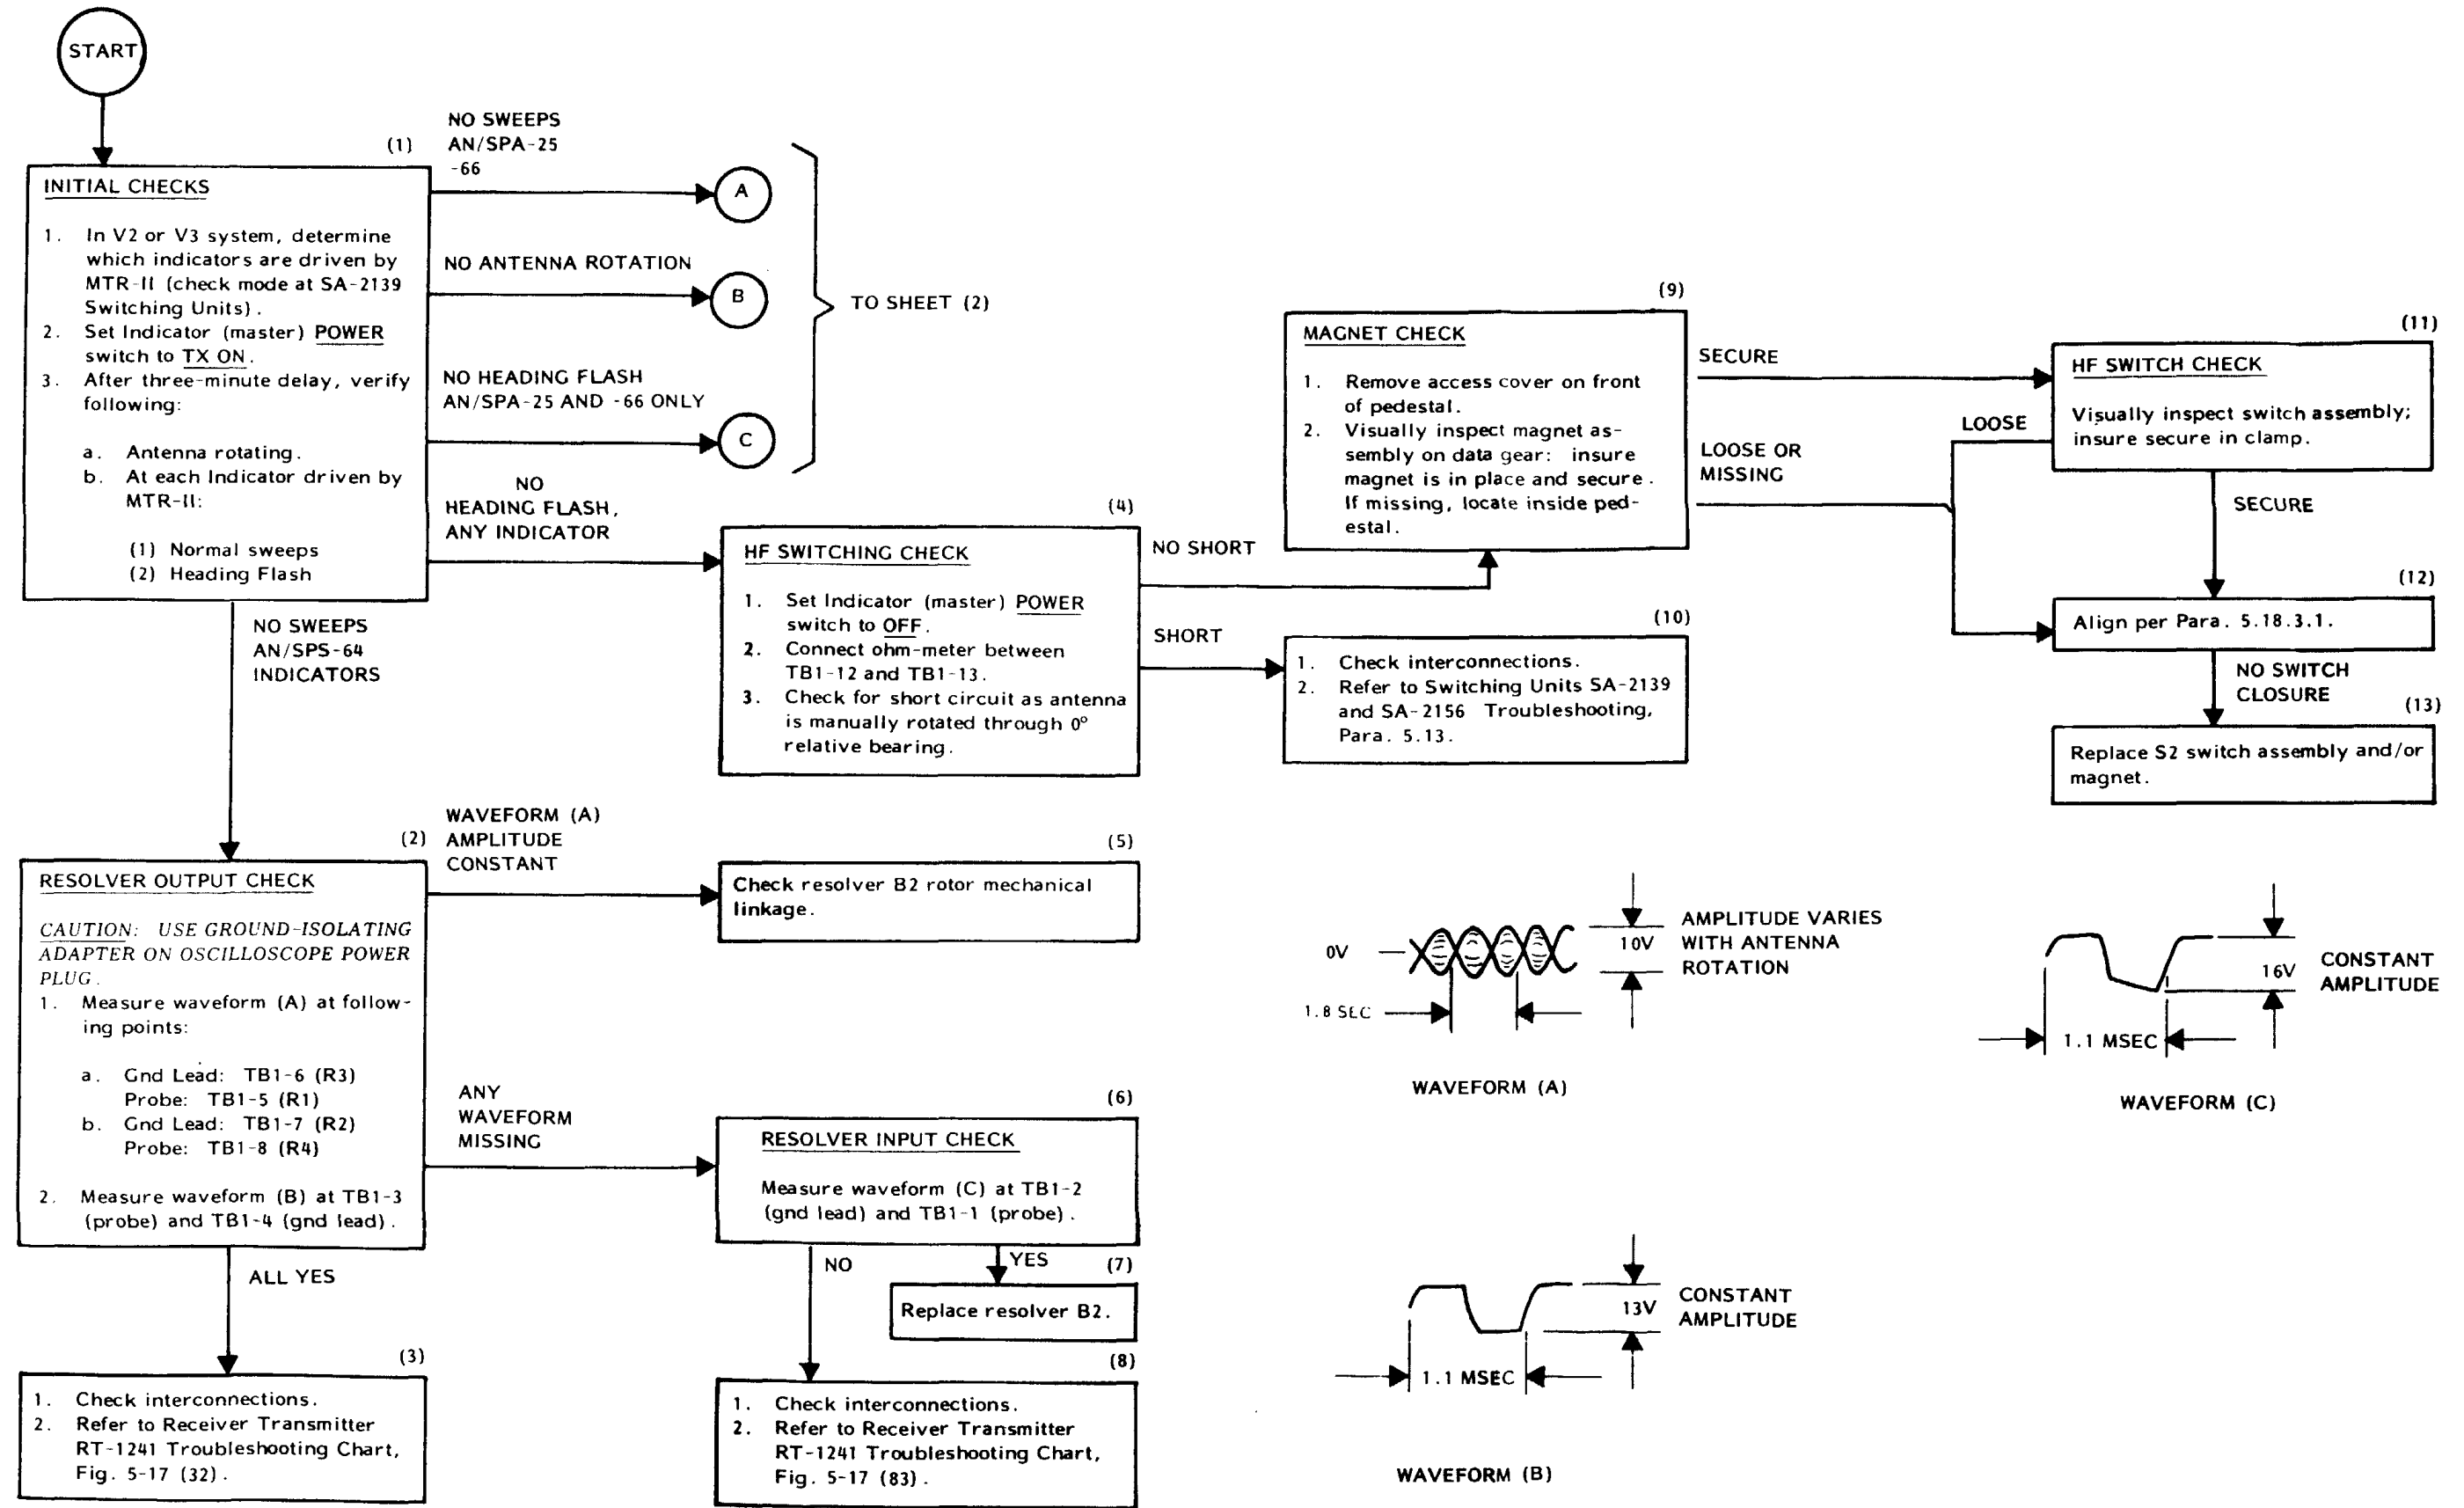 START
(1)
INITIAL CHECKS
1. In V2 or V3 system, determine
which indicators are driven by
MTR-II (check mode at SA-2139
Switching Units).
2. Set Indicator (master) POWER
switch to TX ON.
3. After three-minute delay, verify
following:
a. Antenna rotating.
b. At each Indicator driven by
MTR-II:
(1) Normal sweeps
(2) Heading Flash
NO SWEEPS
AN/SPA-25
-66
A
NO ANTENNA ROTATION
B
NO HEADING FLASH
AN/SPA-25 AND -66 ONLY
C
TO SHEET (2)
NO
HEADING FLASH,
ANY INDICATOR
NO SWEEPS
AN/SPS-64
INDICATORS
(4)
HF SWITCHING CHECK
1. Set Indicator (master) POWER
switch to OFF.
2. Connect ohm-meter between
TB1-12 and TB1-13.
3. Check for short circuit as antenna
is manually rotated through 0°
relative bearing.
NO SHORT
SHORT
(9)
MAGNET CHECK
1. Remove access cover on front
of pedestal.
2. Visually inspect magnet as-
sembly on data gear: insure
magnet is in place and secure.
If missing, locate inside ped-
estal.
SECURE
LOOSE OR
MISSING
(10)
1. Check interconnections.
2. Refer to Switching Units SA-2139
and SA-2156 Troubleshooting,
Para. 5.13.
(11)
HF SWITCH CHECK
Visually inspect switch assembly;
insure secure in clamp.
LOOSE
SECURE
(12)
Align per Para. 5.18.3.1.
NO SWITCH
CLOSURE
(13)
Replace S2 switch assembly and/or
magnet.
(2)
RESOLVER OUTPUT CHECK
CAUTION: USE GROUND-ISOLATING
ADAPTER ON OSCILLOSCOPE POWER
PLUG.
1. Measure waveform (A) at follow-
ing points:
a. Gnd Lead: TB1-6 (R3)
Probe: TB1-5 (R1)
b. Gnd Lead: TB1-7 (R2)
Probe: TB1-8 (R4)
2. Measure waveform (B) at TB1-3
(probe) and TB1-4 (gnd lead).
WAVEFORM (A)
AMPLITUDE
CONSTANT
(5)
Check resolver B2 rotor mechanical
linkage.
ANY
WAVEFORM
MISSING
(6)
RESOLVER INPUT CHECK
Measure waveform (C) at TB1-2
(gnd lead) and TB1-1 (probe).
NO
YES
(7)
Replace resolver B2.
(8)
1. Check interconnections.
2. Refer to Receiver Transmitter
RT-1241 Troubleshooting Chart,
Fig. 5-17 (83).
ALL YES
(3)
1. Check interconnections.
2. Refer to Receiver Transmitter
RT-1241 Troubleshooting Chart,
Fig. 5-17 (32).
0V
10V
AMPLITUDE VARIES
WITH ANTENNA
ROTATION
1.8 SEC
WAVEFORM (A)
16V
CONSTANT
AMPLITUDE
1.1 MSEC
WAVEFORM (C)
13V
CONSTANT
AMPLITUDE
1.1 MSEC
WAVEFORM (B)